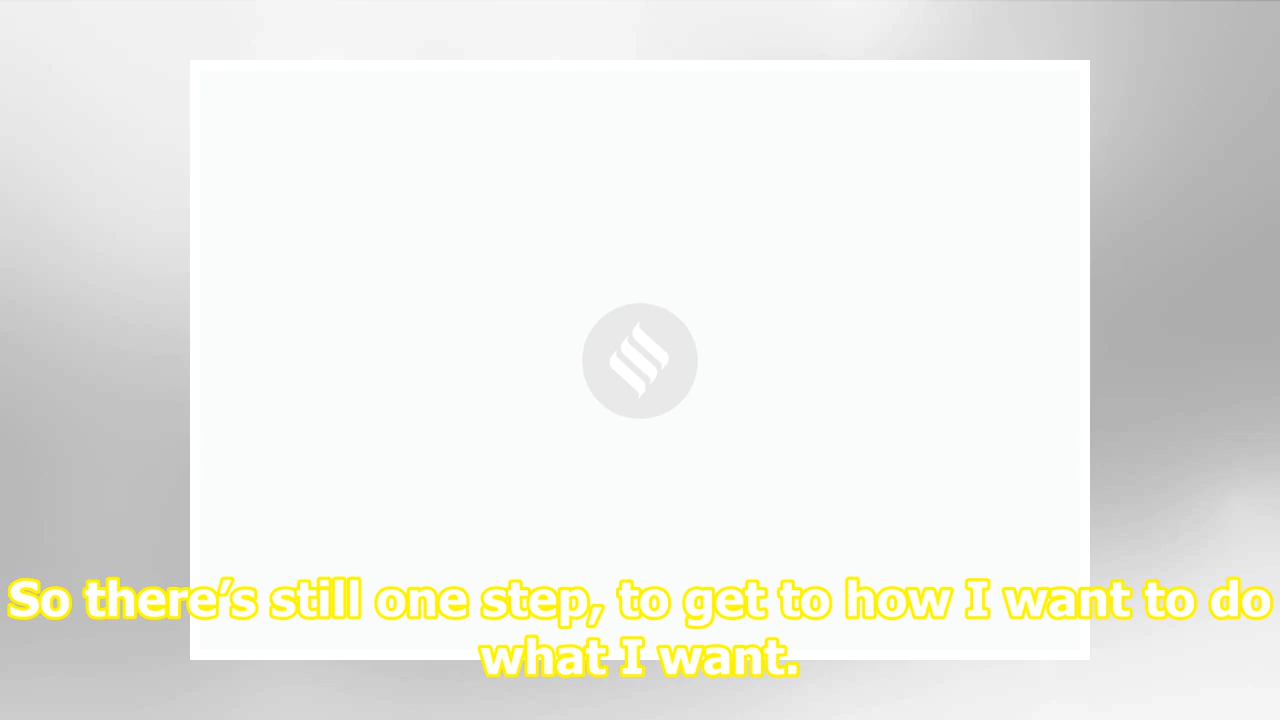 So there’s still one step, to get to how I want to do
what I want.